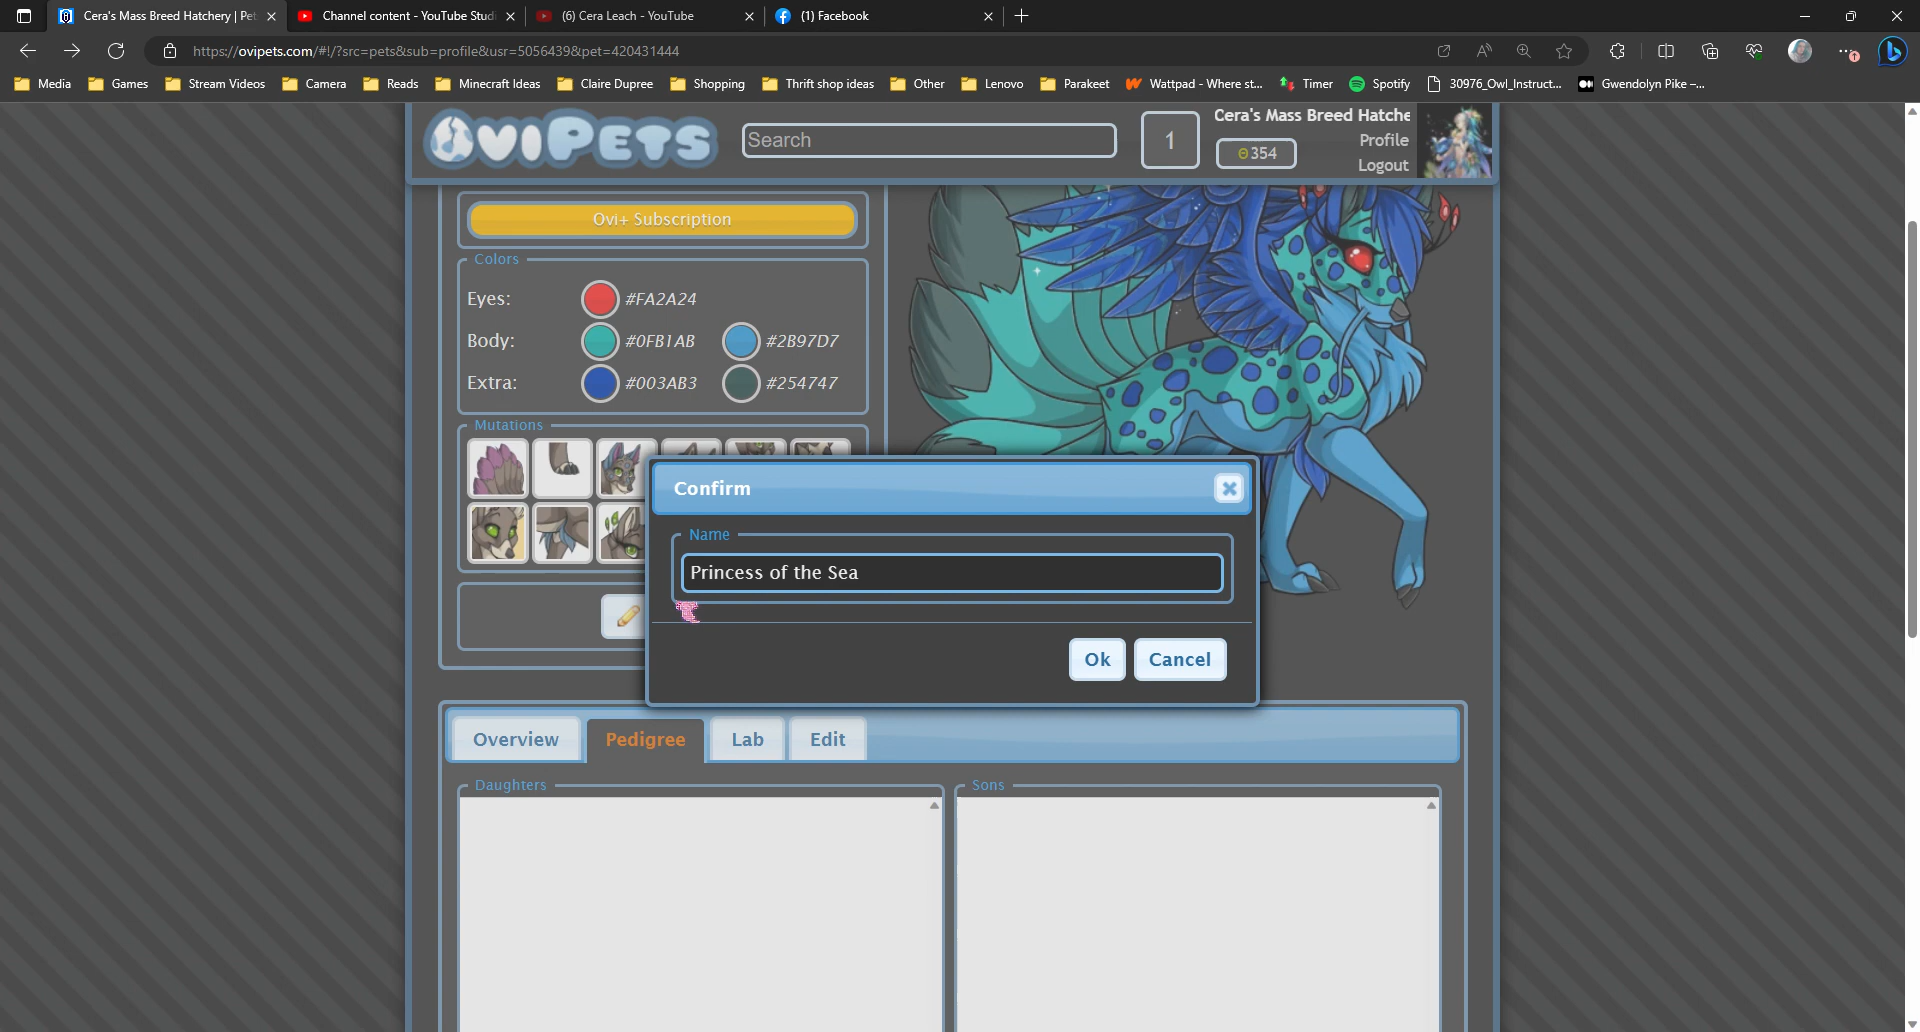 Cera's Mass Breed Hatchery | Pet
Channel content - YouTube Studi
(6) Cera Leach - YouTube
(1) Facebook
https://ovipets.com/#!/?src=pets&sub=profile&usr=5056439&pet=420431444
Media
Games
Stream Videos
Camera
Reads
Minecraft Ideas
Claire Dupree
Shopping
Thrift shop ideas
Other
Lenovo
Parakeet
Wattpad - Where st...
Timer
Spotify
30976_Owl_Instruct...
Gwendolyn Pike –...
OVIPETS
Search
1
Cera's Mass Breed Hatche
354
Profile
Logout
Ovi+ Subscription
Colors
Eyes: #FA2A24
Body: #0FB1AB #2B97D7
Extra: #003AB3 #254747
Mutations
Confirm
Name
Princess of the Sea
Ok
Cancel
Overview
Pedigree
Lab
Edit
Daughters
Sons